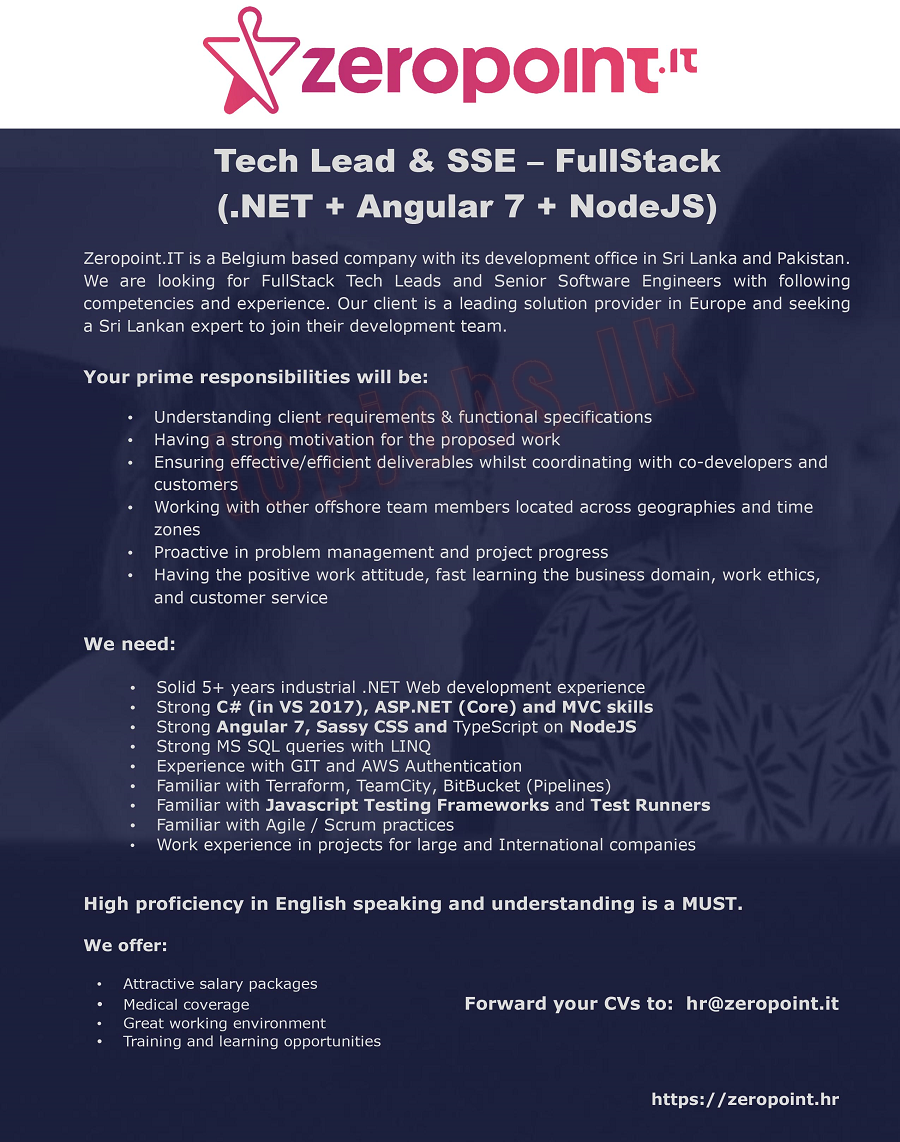 zeropoint.IT
Tech Lead & SSE – FullStack
(.NET + Angular 7 + NodeJS)
Zeropoint.IT is a Belgium based company with its development office in Sri Lanka and Pakistan.
We are looking for FullStack Tech Leads and Senior Software Engineers with following
competencies and experience. Our client is a leading solution provider in Europe and seeking
a Sri Lankan expert to join their development team.
topjobs.lk
Your prime responsibilities will be:
• Understanding client requirements & functional specifications
• Having a strong motivation for the proposed work
• Ensuring effective/efficient deliverables whilst coordinating with co-developers and
customers
• Working with other offshore team members located across geographies and time
zones
• Proactive in problem management and project progress
• Having the positive work attitude, fast learning the business domain, work ethics,
and customer service
We need:
• Solid 5+ years industrial .NET Web development experience
• Strong C# (in VS 2017), ASP.NET (Core) and MVC skills
• Strong Angular 7, Sassy CSS and TypeScript on NodeJS
• Strong MS SQL queries with LINQ
• Experience with GIT and AWS Authentication
• Familiar with Terraform, TeamCity, BitBucket (Pipelines)
• Familiar with Javascript Testing Frameworks and Test Runners
• Familiar with Agile / Scrum practices
• Work experience in projects for large and International companies
High proficiency in English speaking and understanding is a MUST.
We offer:
• Attractive salary packages
• Medical coverage
• Great working environment
• Training and learning opportunities
Forward your CVs to: hr@zeropoint.it
https://zeropoint.hr